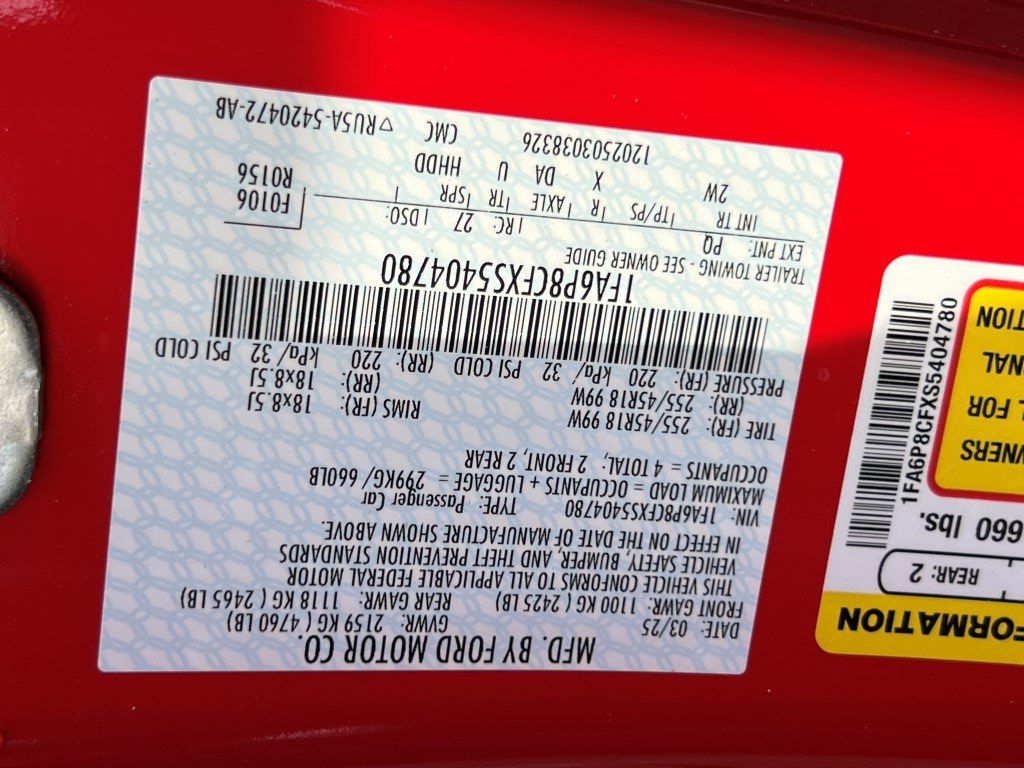 MFD. BY FORD MOTOR CO.
DATE: 03/25 GVWR: 2159 KG ( 4760 LB)
FRONT GAWR: 1100 KG ( 2425 LB) REAR GAWR: 1118 KG ( 2465 LB)
THIS VEHICLE CONFORMS TO ALL APPLICABLE FEDERAL MOTOR
VEHICLE SAFETY, BUMPER, AND THEFT PREVENTION STANDARDS
IN EFFECT ON THE DATE OF MANUFACTURE SHOWN ABOVE.
VIN: 1FA6P8CFXS5404780 TYPE: Passenger Car
MAXIMUM LOAD = OCCUPANTS + LUGGAGE = 299KG/ 660LB
OCCUPANTS = 4 TOTAL; 2 FRONT, 2 REAR
TIRE (FR): 255/45R18 99W RIMS (FR): 18x8.5J
(RR): 255/45R18 99W (RR): 18x8.5J
PRESSURE (FR) 220 kPa/ 32 PSI COLD (RR): 220 kPa/ 32 PSI COLD
1FA6P8CFXS5404780
TRAILER TOWING - SEE OWNER GUIDE
EXT PNT: PQ RC: 27 DSO: F0106
INT TR TP/PS R AXLE TR SPR R0156
2W X DA U HHDD
1202503038326 CMC ▽RU5A-5420472-AB
FORMATION
REAR: 2
660 lbs.
1FA6P8CFXS5404780
WNERS
L FOR
NAL
TION